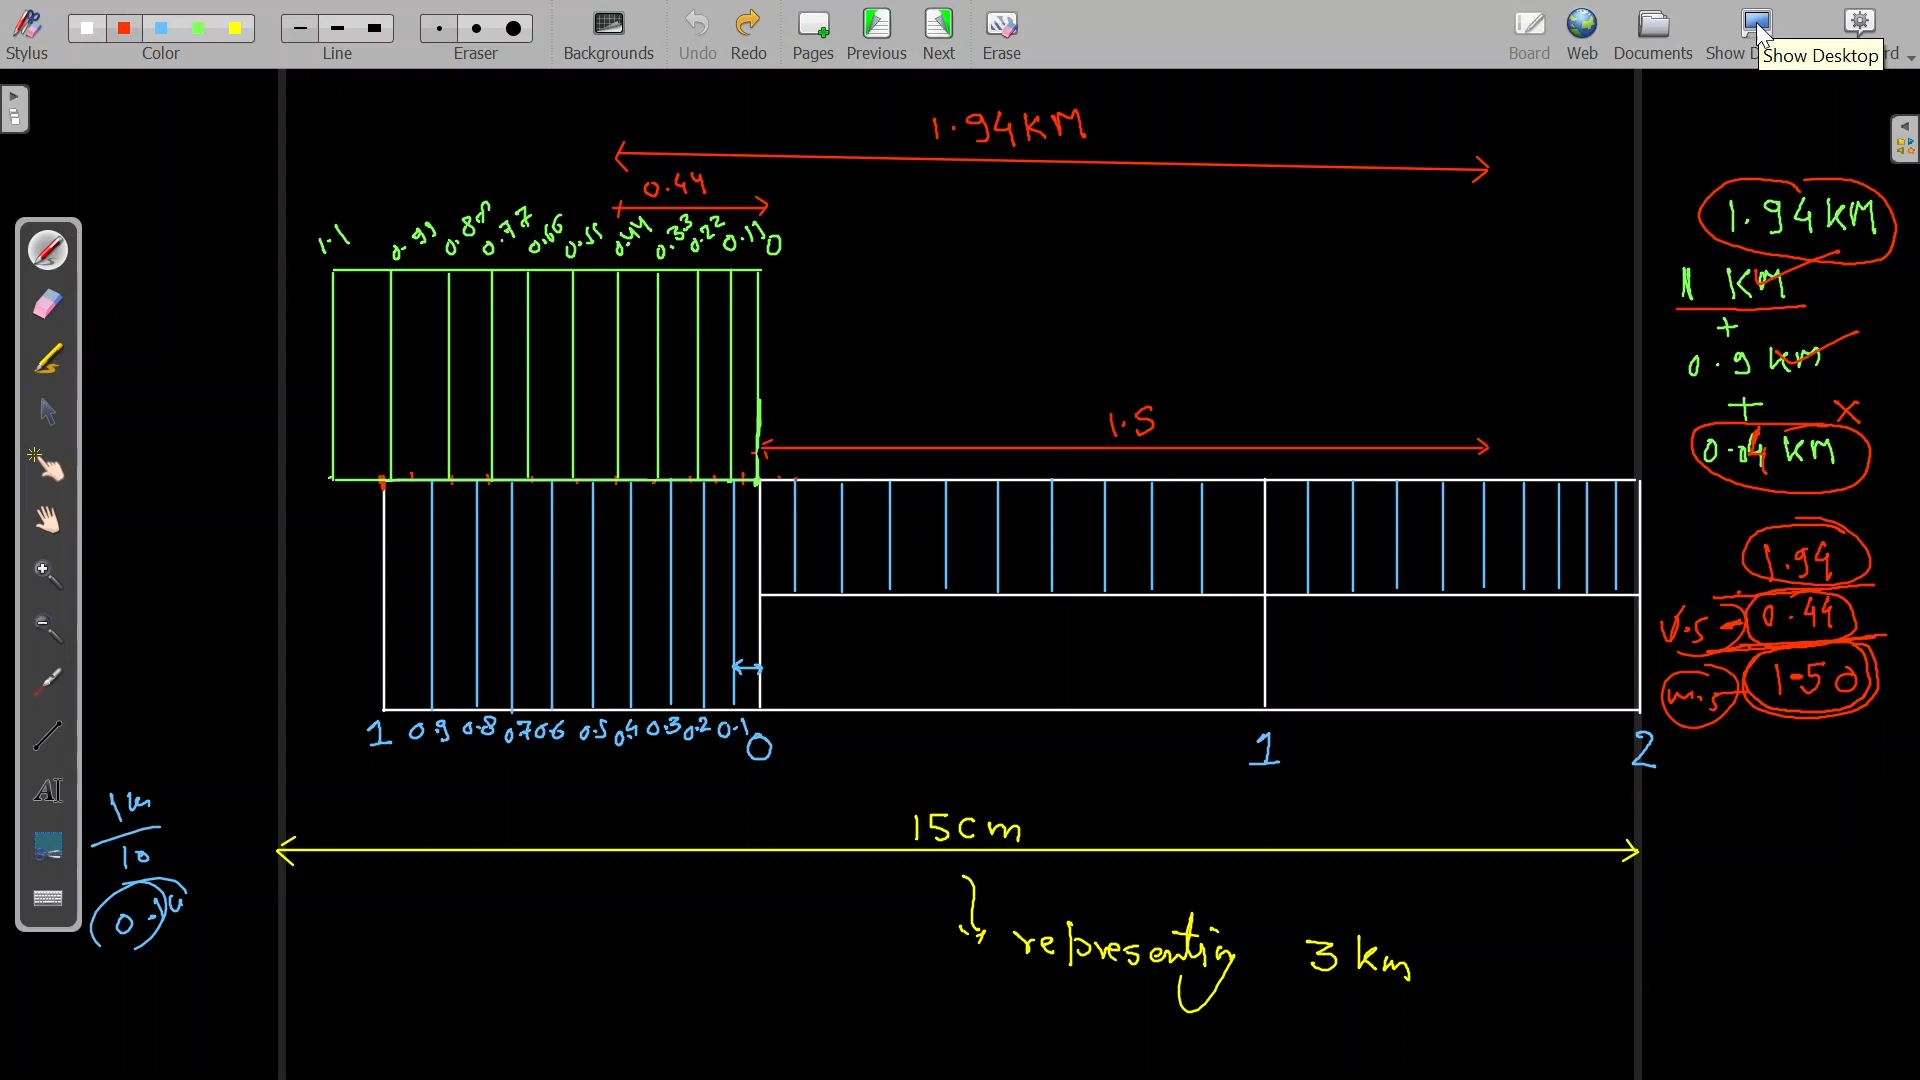 Stylus
Color
Line
Eraser
Backgrounds
Undo
Redo
Pages
Previous
Next
Erase
Board
Web
Documents
Show D
Show Desktop
rd
1.94KM
0.44
1.1 0.99 0.88 0.77 0.66 0.55 0.44 0.33 0.22 0.11 0
1.5
1 0.9 0.8 0.7 0.6 0.5 0.4 0.3 0.2 0.1 0
1
2
15cm
representing 3 km
1.94 KM
1 KM
+
0.9 km
+ X
0.04 KM
1.94
V.S - 0.44
m.s 1.50
10
AI